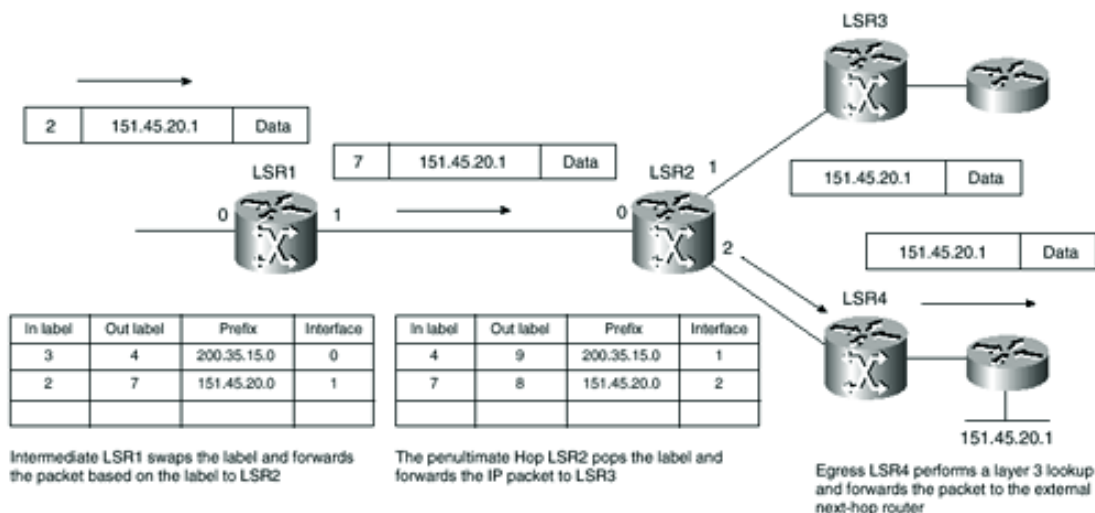 LSR3
2 151.45.20.1 Data
7 151.45.20.1 Data
LSR1
LSR2
1
151.45.20.1 Data
0 1
0
2
151.45.20.1 Data
LSR4
In label Out label Prefix Interface
3 4 200.35.15.0 0
2 7 151.45.20.0 1
In label Out label Prefix Interface
4 9 200.35.15.0 1
7 8 151.45.20.0 2
151.45.20.1
Intermediate LSR1 swaps the label and forwards
the packet based on the label to LSR2
The penultimate Hop LSR2 pops the label and
forwards the IP packet to LSR3
Egress LSR4 performs a layer 3 lookup
and forwards the packet to the external
next-hop router